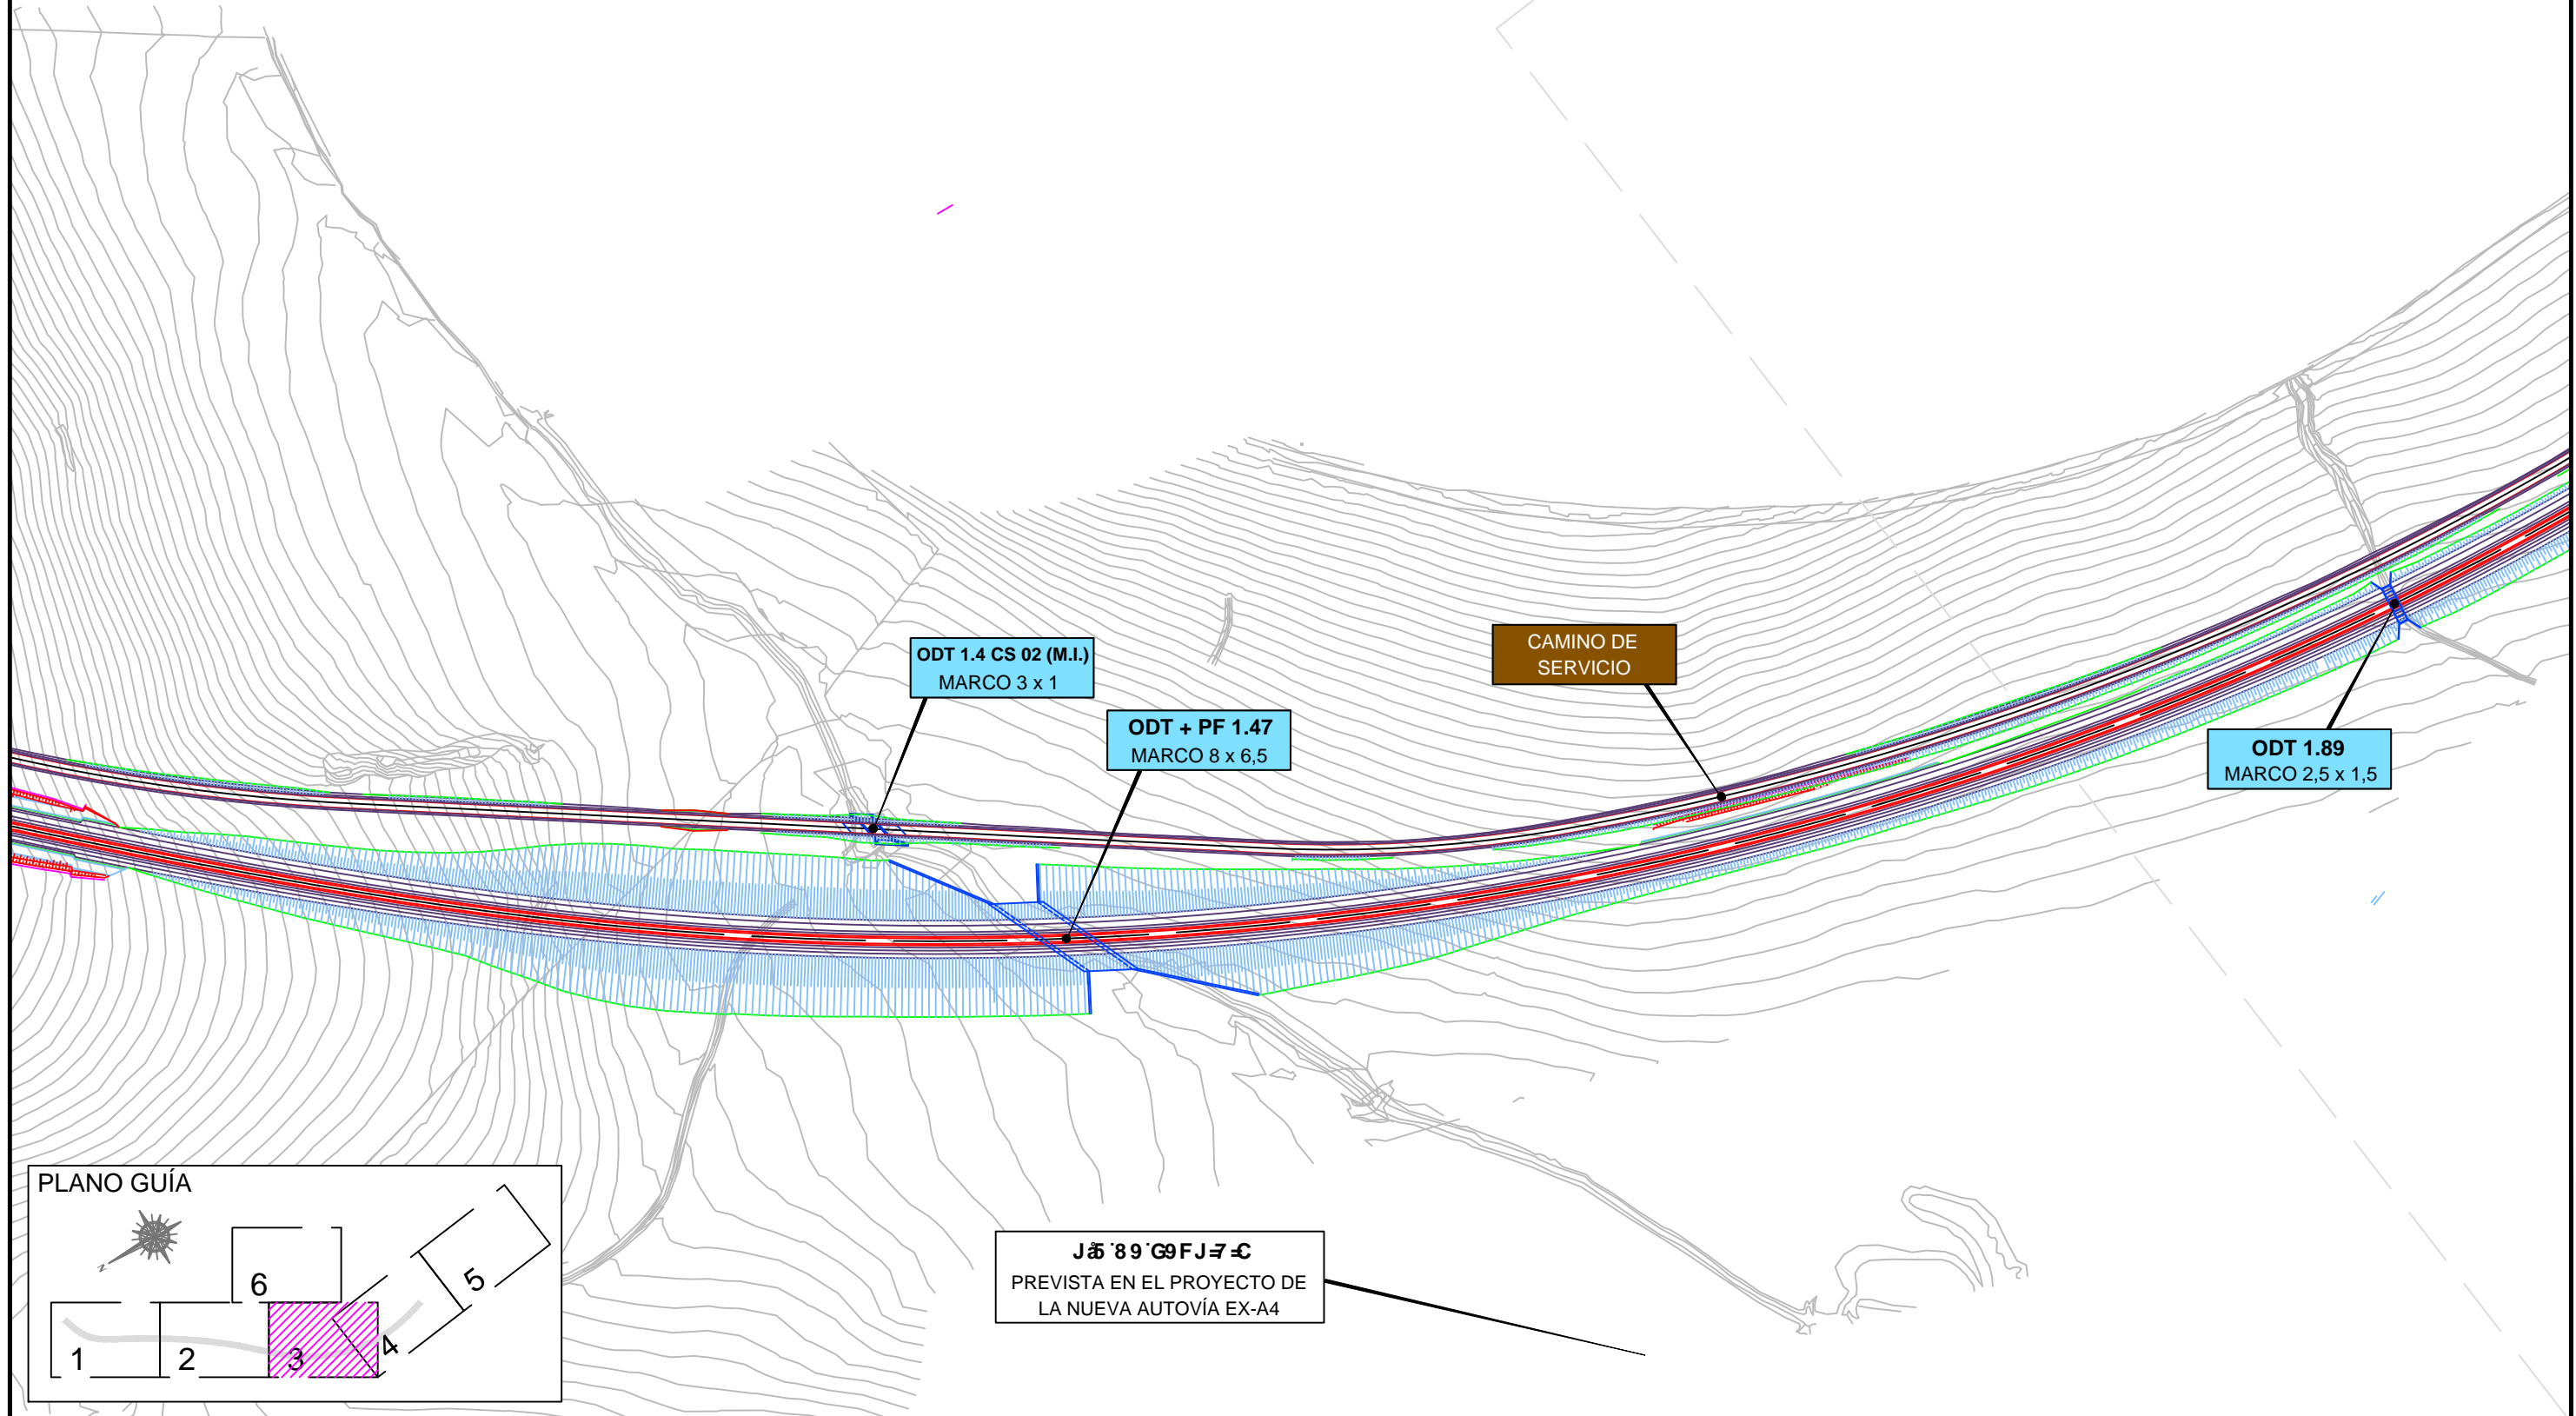 ODT 1.4 CS 02 (M.I.)
MARCO 3 x 1
ODT + PF 1.47
MARCO 8 x 6,5
CAMINO DE
SERVICIO
ODT 1.89
MARCO 2,5 x 1,5
PREVISTA EN EL PROYECTO DE
LA NUEVA AUTOVÍA EX-A4
PLANO GUÍA
N
6
5
1
2
3
4